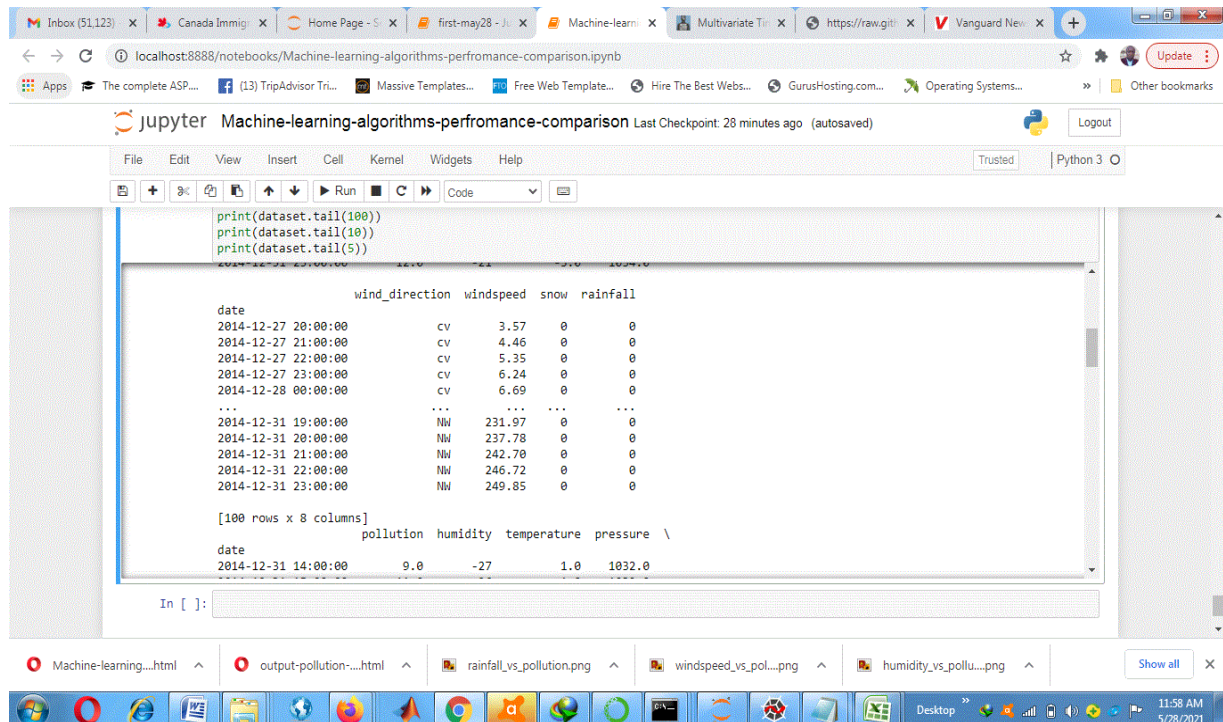 Inbox (51,123)
Canada Immigr
Home Page - S
first-may28 - Ju
Machine-learni
Multivariate Tin
https://raw.gith
Vanguard New
localhost:8888/notebooks/Machine-learning-algorithms-perfromance-comparison.ipynb
Update
Apps The complete ASP.... (13) TripAdvisor Tri... Massive Templates... Free Web Template... Hire The Best Webs... GurusHosting.com... Operating Systems... » Other bookmarks
jupyter Machine-learning-algorithms-perfromance-comparison Last Checkpoint: 28 minutes ago (autosaved) Logout
File Edit View Insert Cell Kernel Widgets Help Trusted Python 3
Run Code
print(dataset.tail(100))
print(dataset.tail(10))
print(dataset.tail(5))
wind_direction windspeed snow rainfall
date
2014-12-27 20:00:00 cv 3.57 0 0
2014-12-27 21:00:00 cv 4.46 0 0
2014-12-27 22:00:00 cv 5.35 0 0
2014-12-27 23:00:00 cv 6.24 0 0
2014-12-28 00:00:00 cv 6.69 0 0
... ... ... ... ...
2014-12-31 19:00:00 NW 231.97 0 0
2014-12-31 20:00:00 NW 237.78 0 0
2014-12-31 21:00:00 NW 242.70 0 0
2014-12-31 22:00:00 NW 246.72 0 0
2014-12-31 23:00:00 NW 249.85 0 0
[100 rows x 8 columns]
pollution humidity temperature pressure \
date
2014-12-31 14:00:00 9.0 -27 1.0 1032.0
In [ ]:
Machine-learning....html output-pollution-....html rainfall_vs_pollution.png windspeed_vs_pol....png humidity_vs_pollu....png Show all
Desktop » 11:58 AM
5/28/2021